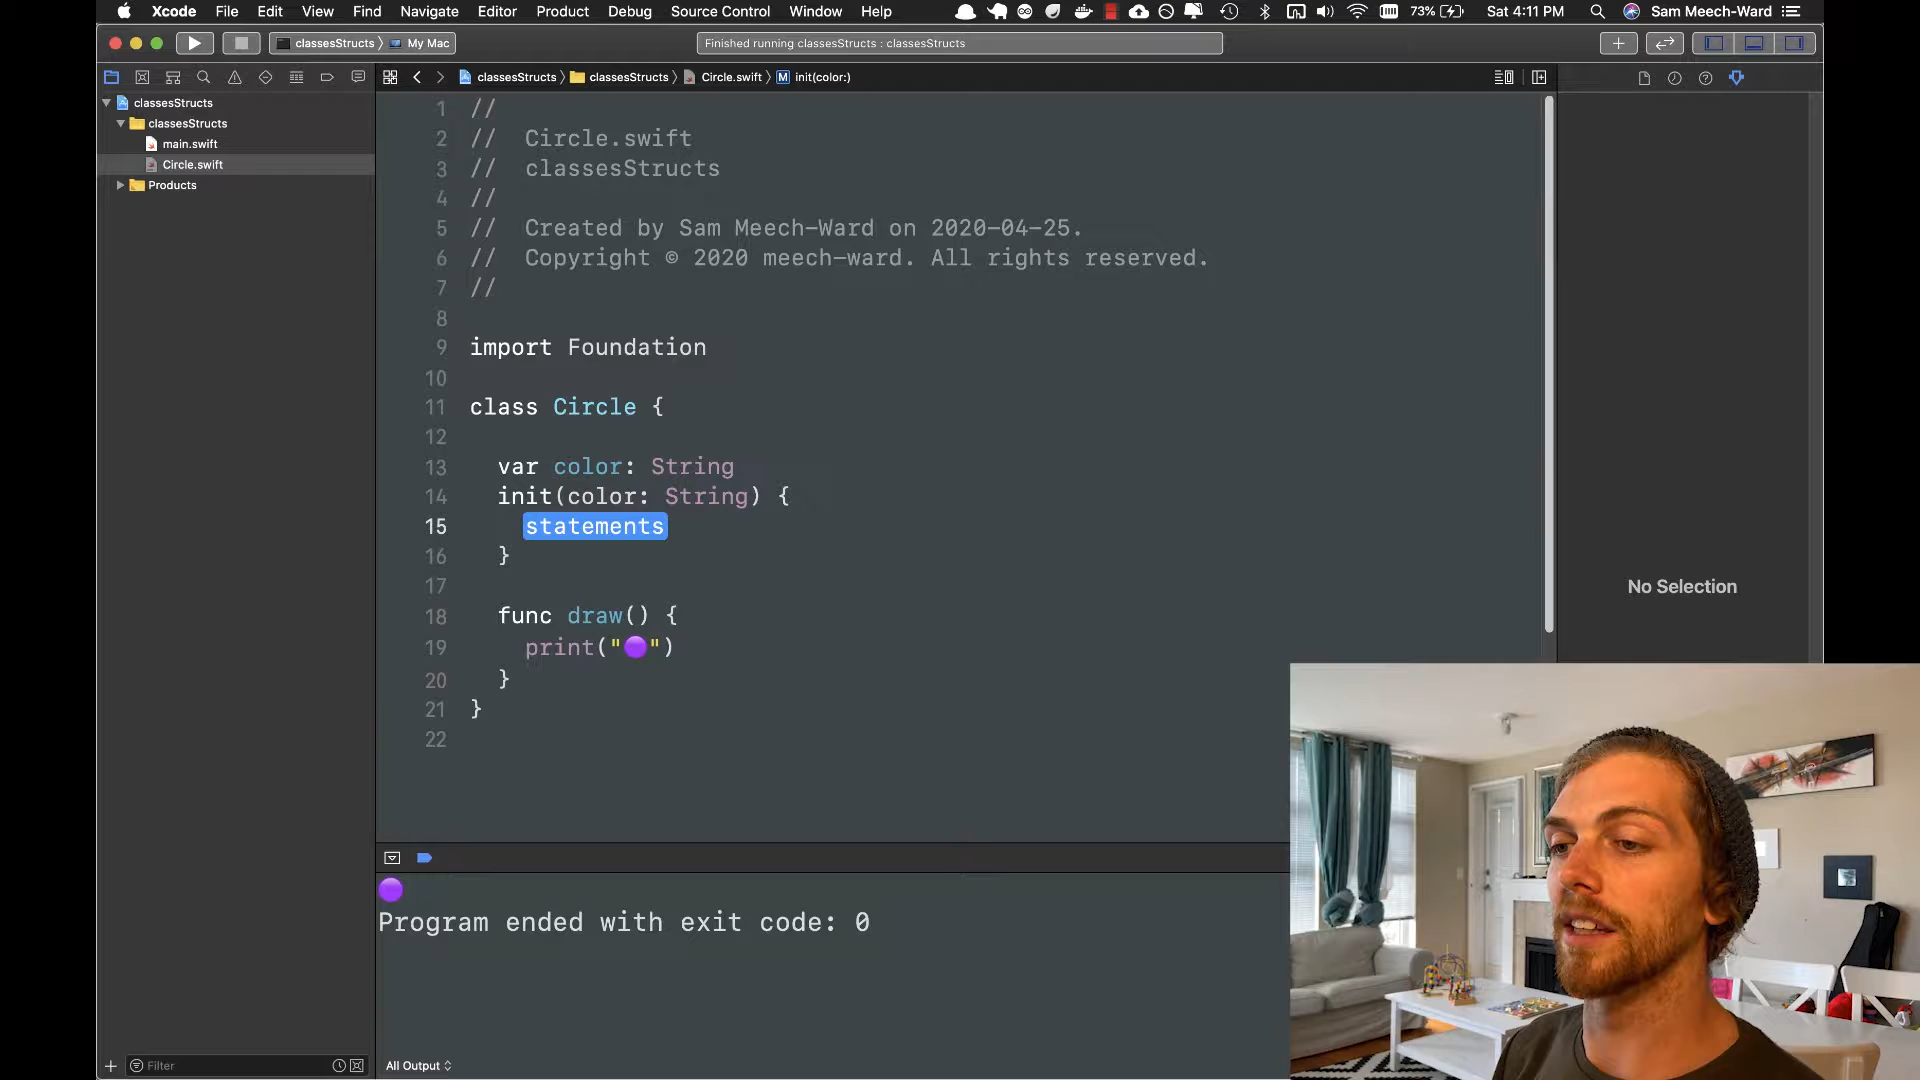 Xcode File Edit View Find Navigate Editor Product Debug Source Control Window Help 73% Sat 4:11 PM Sam Meech-Ward
classesStructs 〉 My Mac
Finished running classesStructs : classesStructs
classesStructs 〉 classesStructs 〉 Circle.swift 〉 M init(color:)
classesStructs
classesStructs
main.swift
Circle.swift
Products
1 //
2 //  Circle.swift
3 //  classesStructs
4 //
5 //  Created by Sam Meech-Ward on 2020-04-25.
6 //  Copyright © 2020 meech-ward. All rights reserved.
7 //
8
9 import Foundation
10
11 class Circle {
12
13   var color: String
14   init(color: String) {
15     statements
16   }
17
18   func draw() {
19     print("🟣")
20   }
21 }
22
No Selection
🟣
Program ended with exit code: 0
Filter
All Output